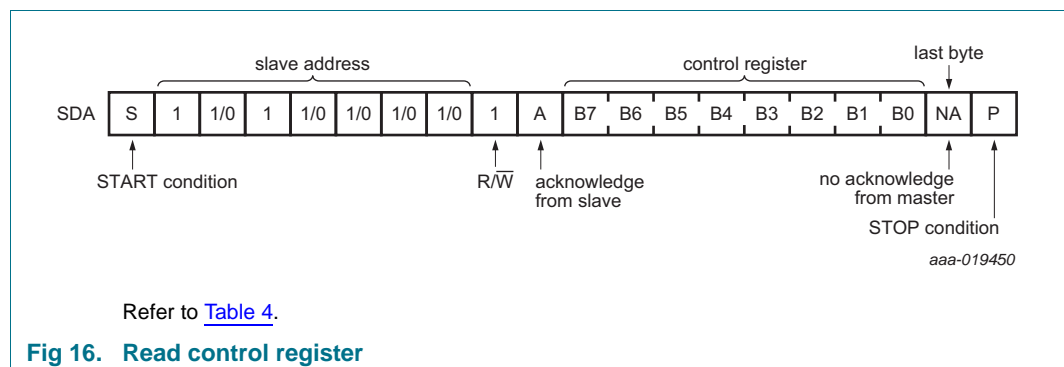 last byte
slave address
control register
SDA S 1 1/0 1 1/0 1/0 1/0 1/0 1 A B7 B6 B5 B4 B3 B2 B1 B0 NA P
START condition
R/W̅
acknowledge
from slave
no acknowledge
from master
STOP condition
aaa-019450
Refer to Table 4.
Fig 16. Read control register